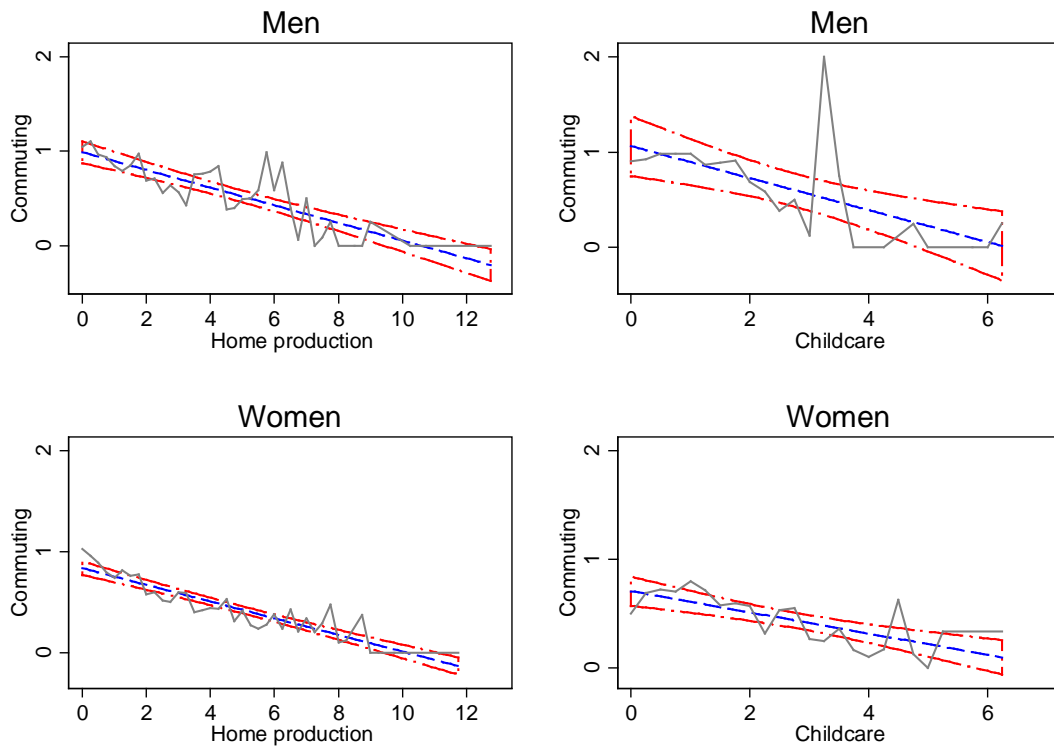 Men
Commuting
2
1
0
0 2 4 6 8 10 12
Home production
Men
Commuting
2
1
0
0 2 4 6
Childcare
Women
Commuting
2
1
0
0 2 4 6 8 10 12
Home production
Women
Commuting
2
1
0
0 2 4 6
Childcare